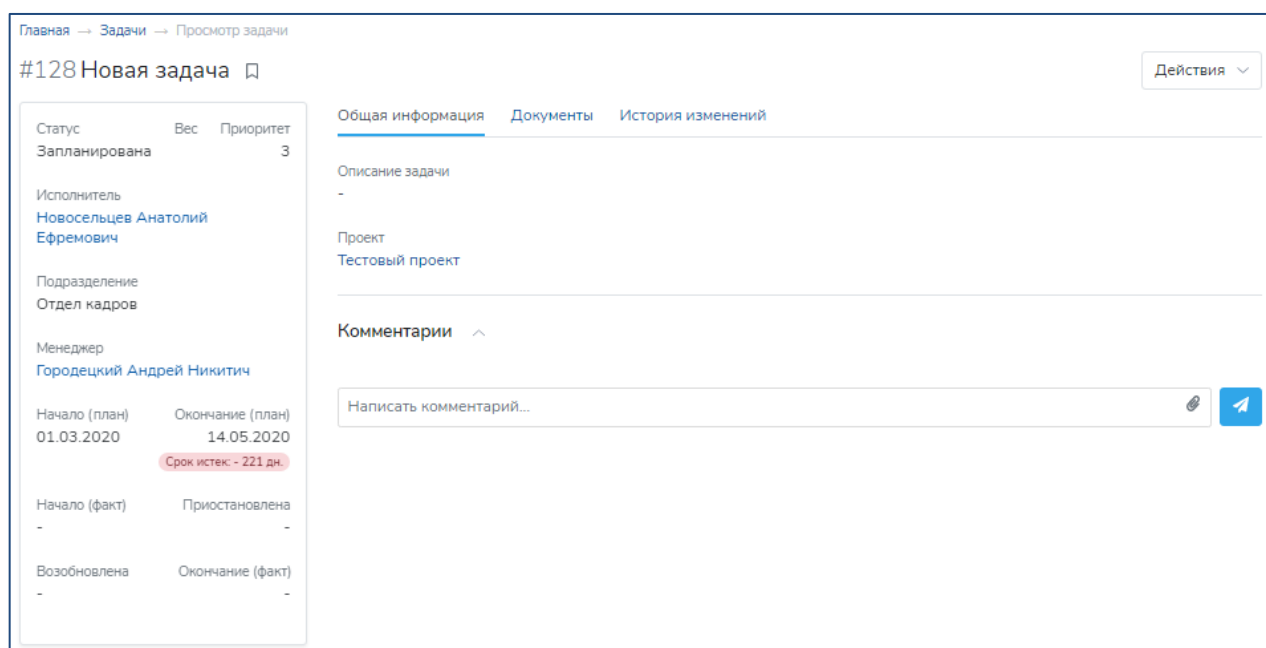 Главная → Задачи → Просмотр задачи
#128 Новая задача
Действия
Статус Вес Приоритет
Запланирована 3
Исполнитель
Новосельцев Анатолий
Ефремович
Подразделение
Отдел кадров
Менеджер
Городецкий Андрей Никитич
Начало (план) Окончание (план)
01.03.2020 14.05.2020
Срок истек: - 221 дн.
Начало (факт) Приостановлена
- -
Возобновлена Окончание (факт)
- -
Общая информация Документы История изменений
Описание задачи
-
Проект
Тестовый проект
Комментарии
Написать комментарий...